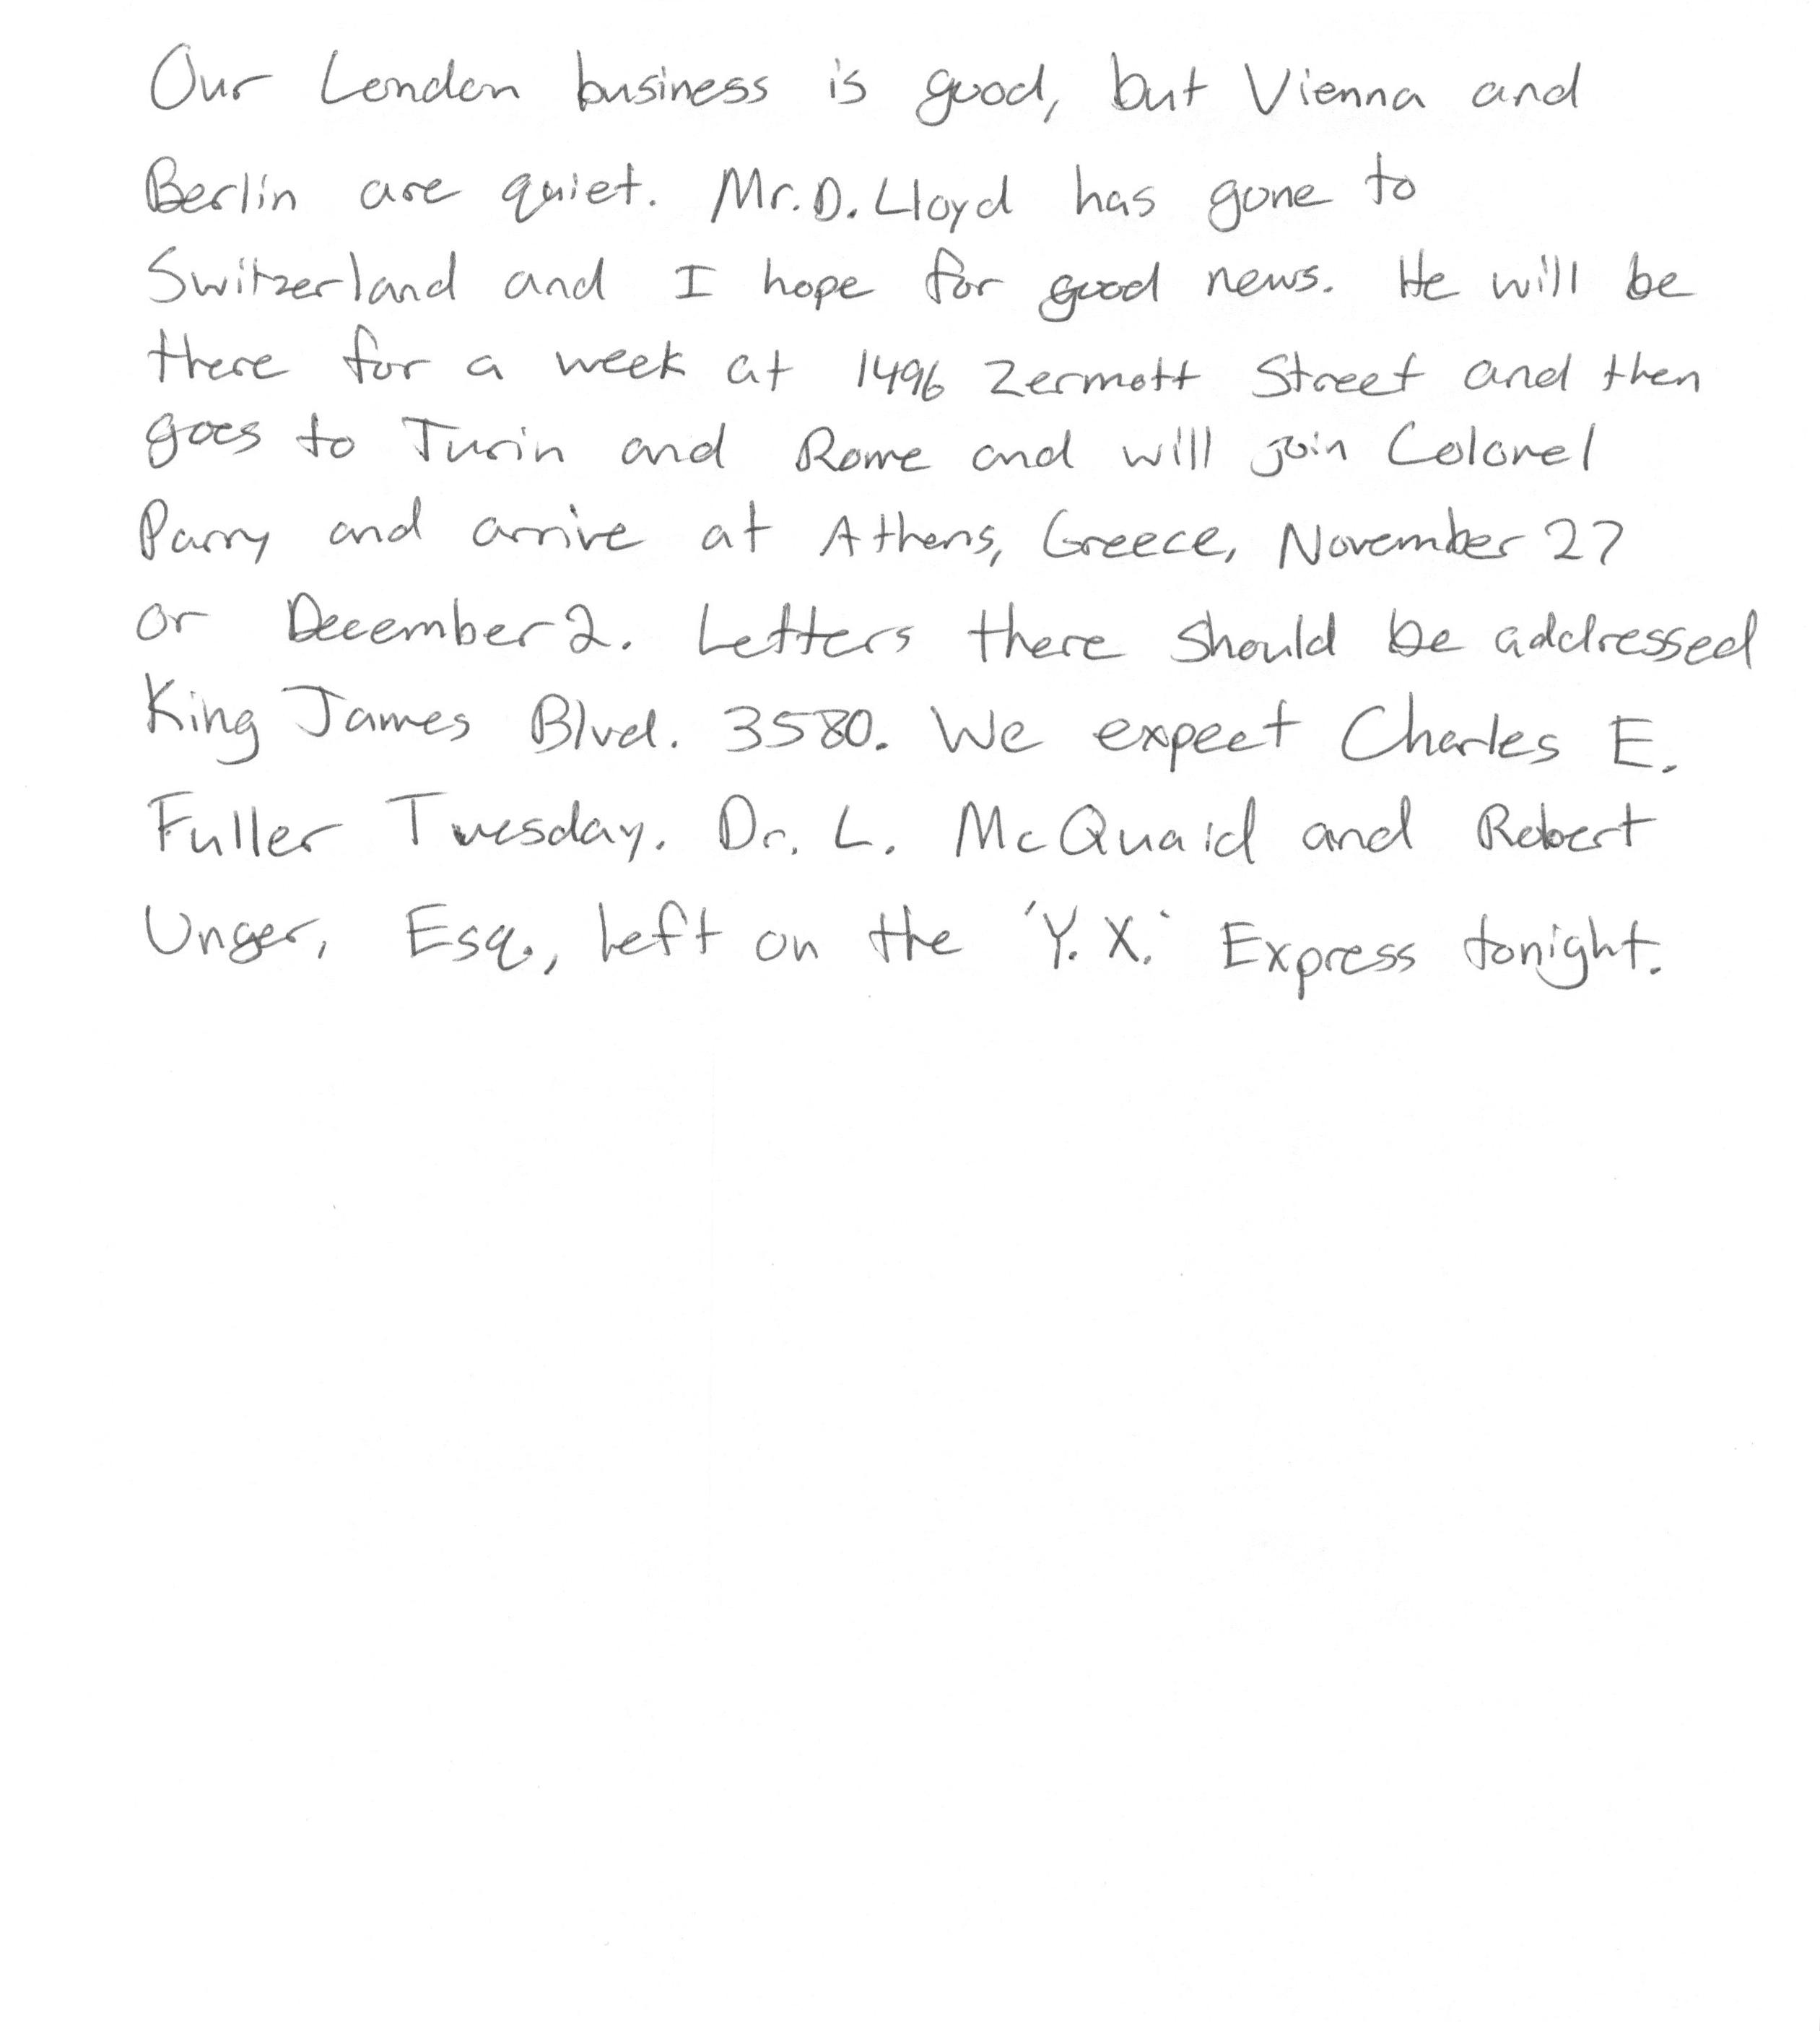 Our London business is good, but Vienna and
Berlin are quiet. Mr. D. Lloyd has gone to
Switzerland and I hope for good news. He will be
there for a week at 1496 Zermott Street and then
goes to Turin and Rome and will join Colonel
Parry and arrive at Athens, Greece, November 27
or December 2. Letters there should be addressed
King James Blvd. 3580. We expect Charles E.
Fuller Tuesday. Dr. L. McQuaid and Robert
Unger, Esq., left on the 'Y.X.' Express tonight.